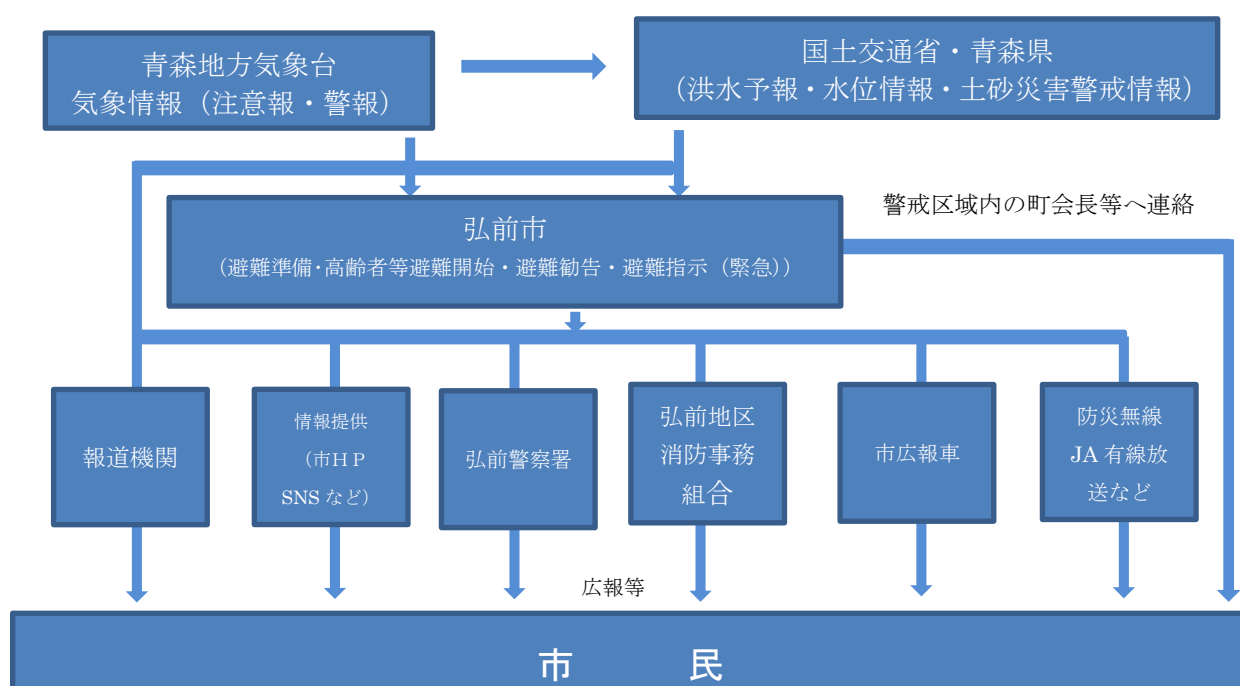 青森地方気象台
気象情報（注意報・警報）
国土交通省・青森県
（洪水予報・水位情報・土砂災害警戒情報）
警戒区域内の町会長等へ連絡
弘前市
（避難準備･高齢者等避難開始・避難勧告・避難指示（緊急））
報道機関
情報提供
（市ＨＰ
SNS など）
弘前警察署
弘前地区
消防事務
組合
市広報車
防災無線
JA 有線放
送など
広報等
市　　　民